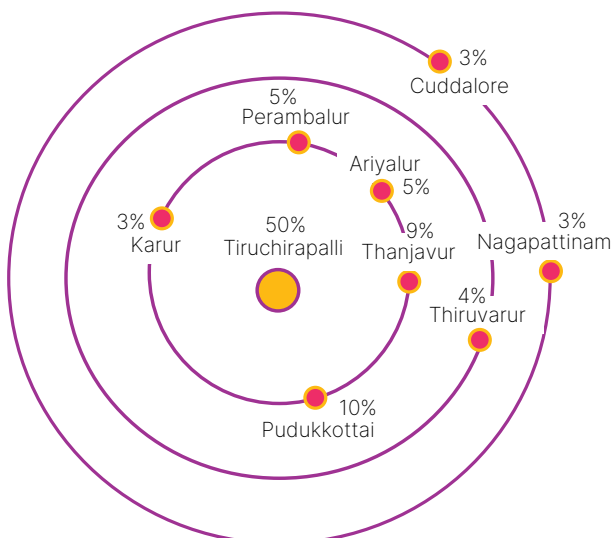 3%
Cuddalore
5%
Perambalur
Ariyalur
5%
3%
Karur
50%
Tiruchirapalli
9%
Thanjavur
3%
Nagapattinam
4%
Thiruvarur
10%
Pudukkottai